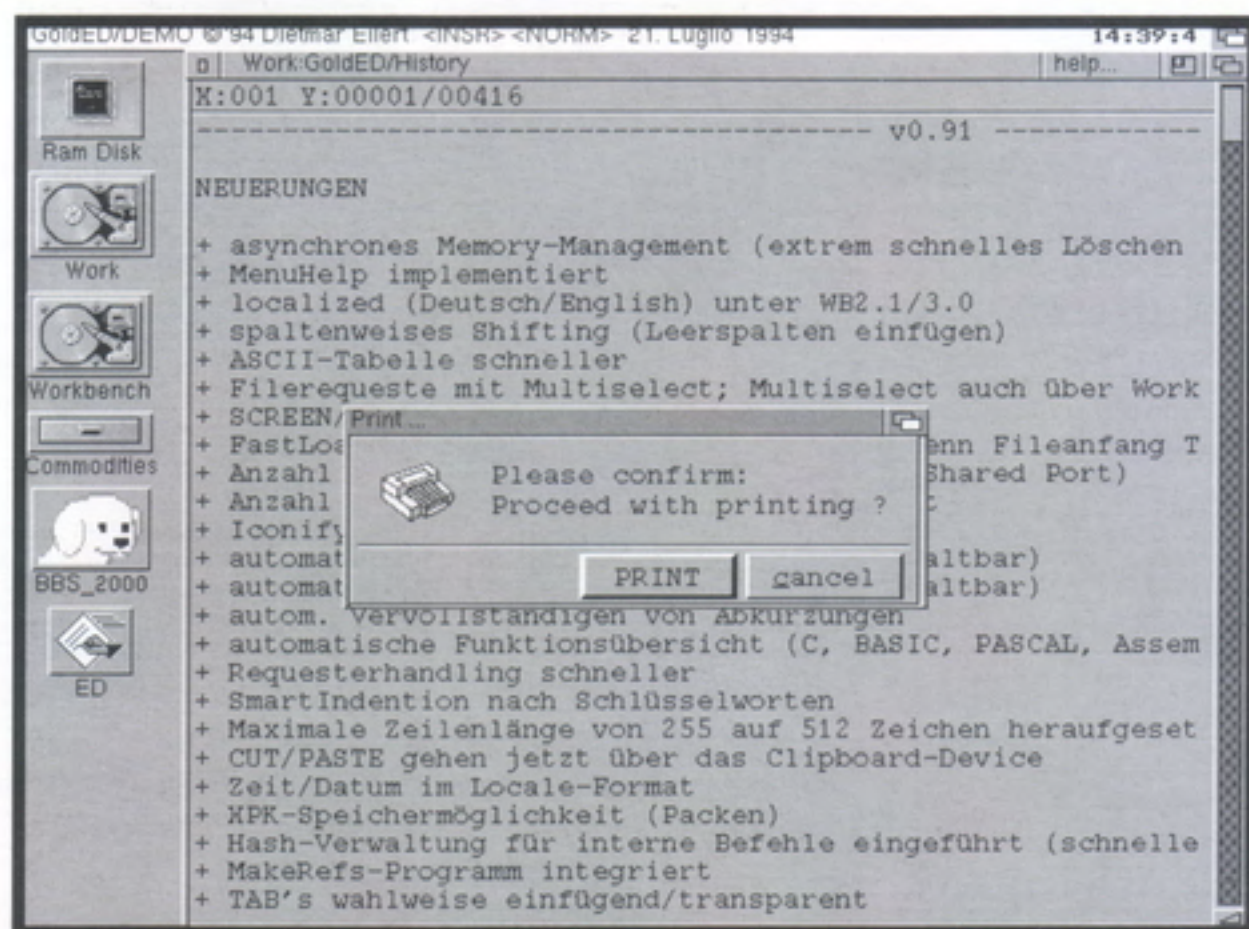 GoldED/DEMO ©'94 Dietmar Eilert <INSR> <NORM> 21. Luglio 1994 14:39:4
Work:GoldED/History help...
X:001 Y:00001/00416
------------------------------------- v0.91 ------------
Ram Disk
Work
Workbench
Commodities
BBS_2000
ED
NEUERUNGEN
+ asynchrones Memory-Management (extrem schnelles Löschen
+ MenuHelp implementiert
+ localized (Deutsch/English) unter WB2.1/3.0
+ spaltenweises Shifting (Leerspalten einfügen)
+ ASCII-Tabelle schneller
+ Filerequeste mit Multiselect; Multiselect auch über Work
+ SCREEN/
+ FastLoa enn Fileanfang T
+ Anzahl Shared Port)
+ Anzahl
+ Iconify
+ automat altbar)
+ automat altbar)
+ autom. Vervollständigen von Abkürzungen
+ automatische Funktionsübersicht (C, BASIC, PASCAL, Assem
+ Requesterhandling schneller
+ SmartIndention nach Schlüsselworten
+ Maximale Zeilenlänge von 255 auf 512 Zeichen heraufgeset
+ CUT/PASTE gehen jetzt über das Clipboard-Device
+ Zeit/Datum im Locale-Format
+ XPK-Speichermöglichkeit (Packen)
+ Hash-Verwaltung für interne Befehle eingeführt (schnelle
+ MakeRefs-Programm integriert
+ TAB's wahlweise einfügend/transparent
Print ...
Please confirm:
Proceed with printing ?
PRINT cancel